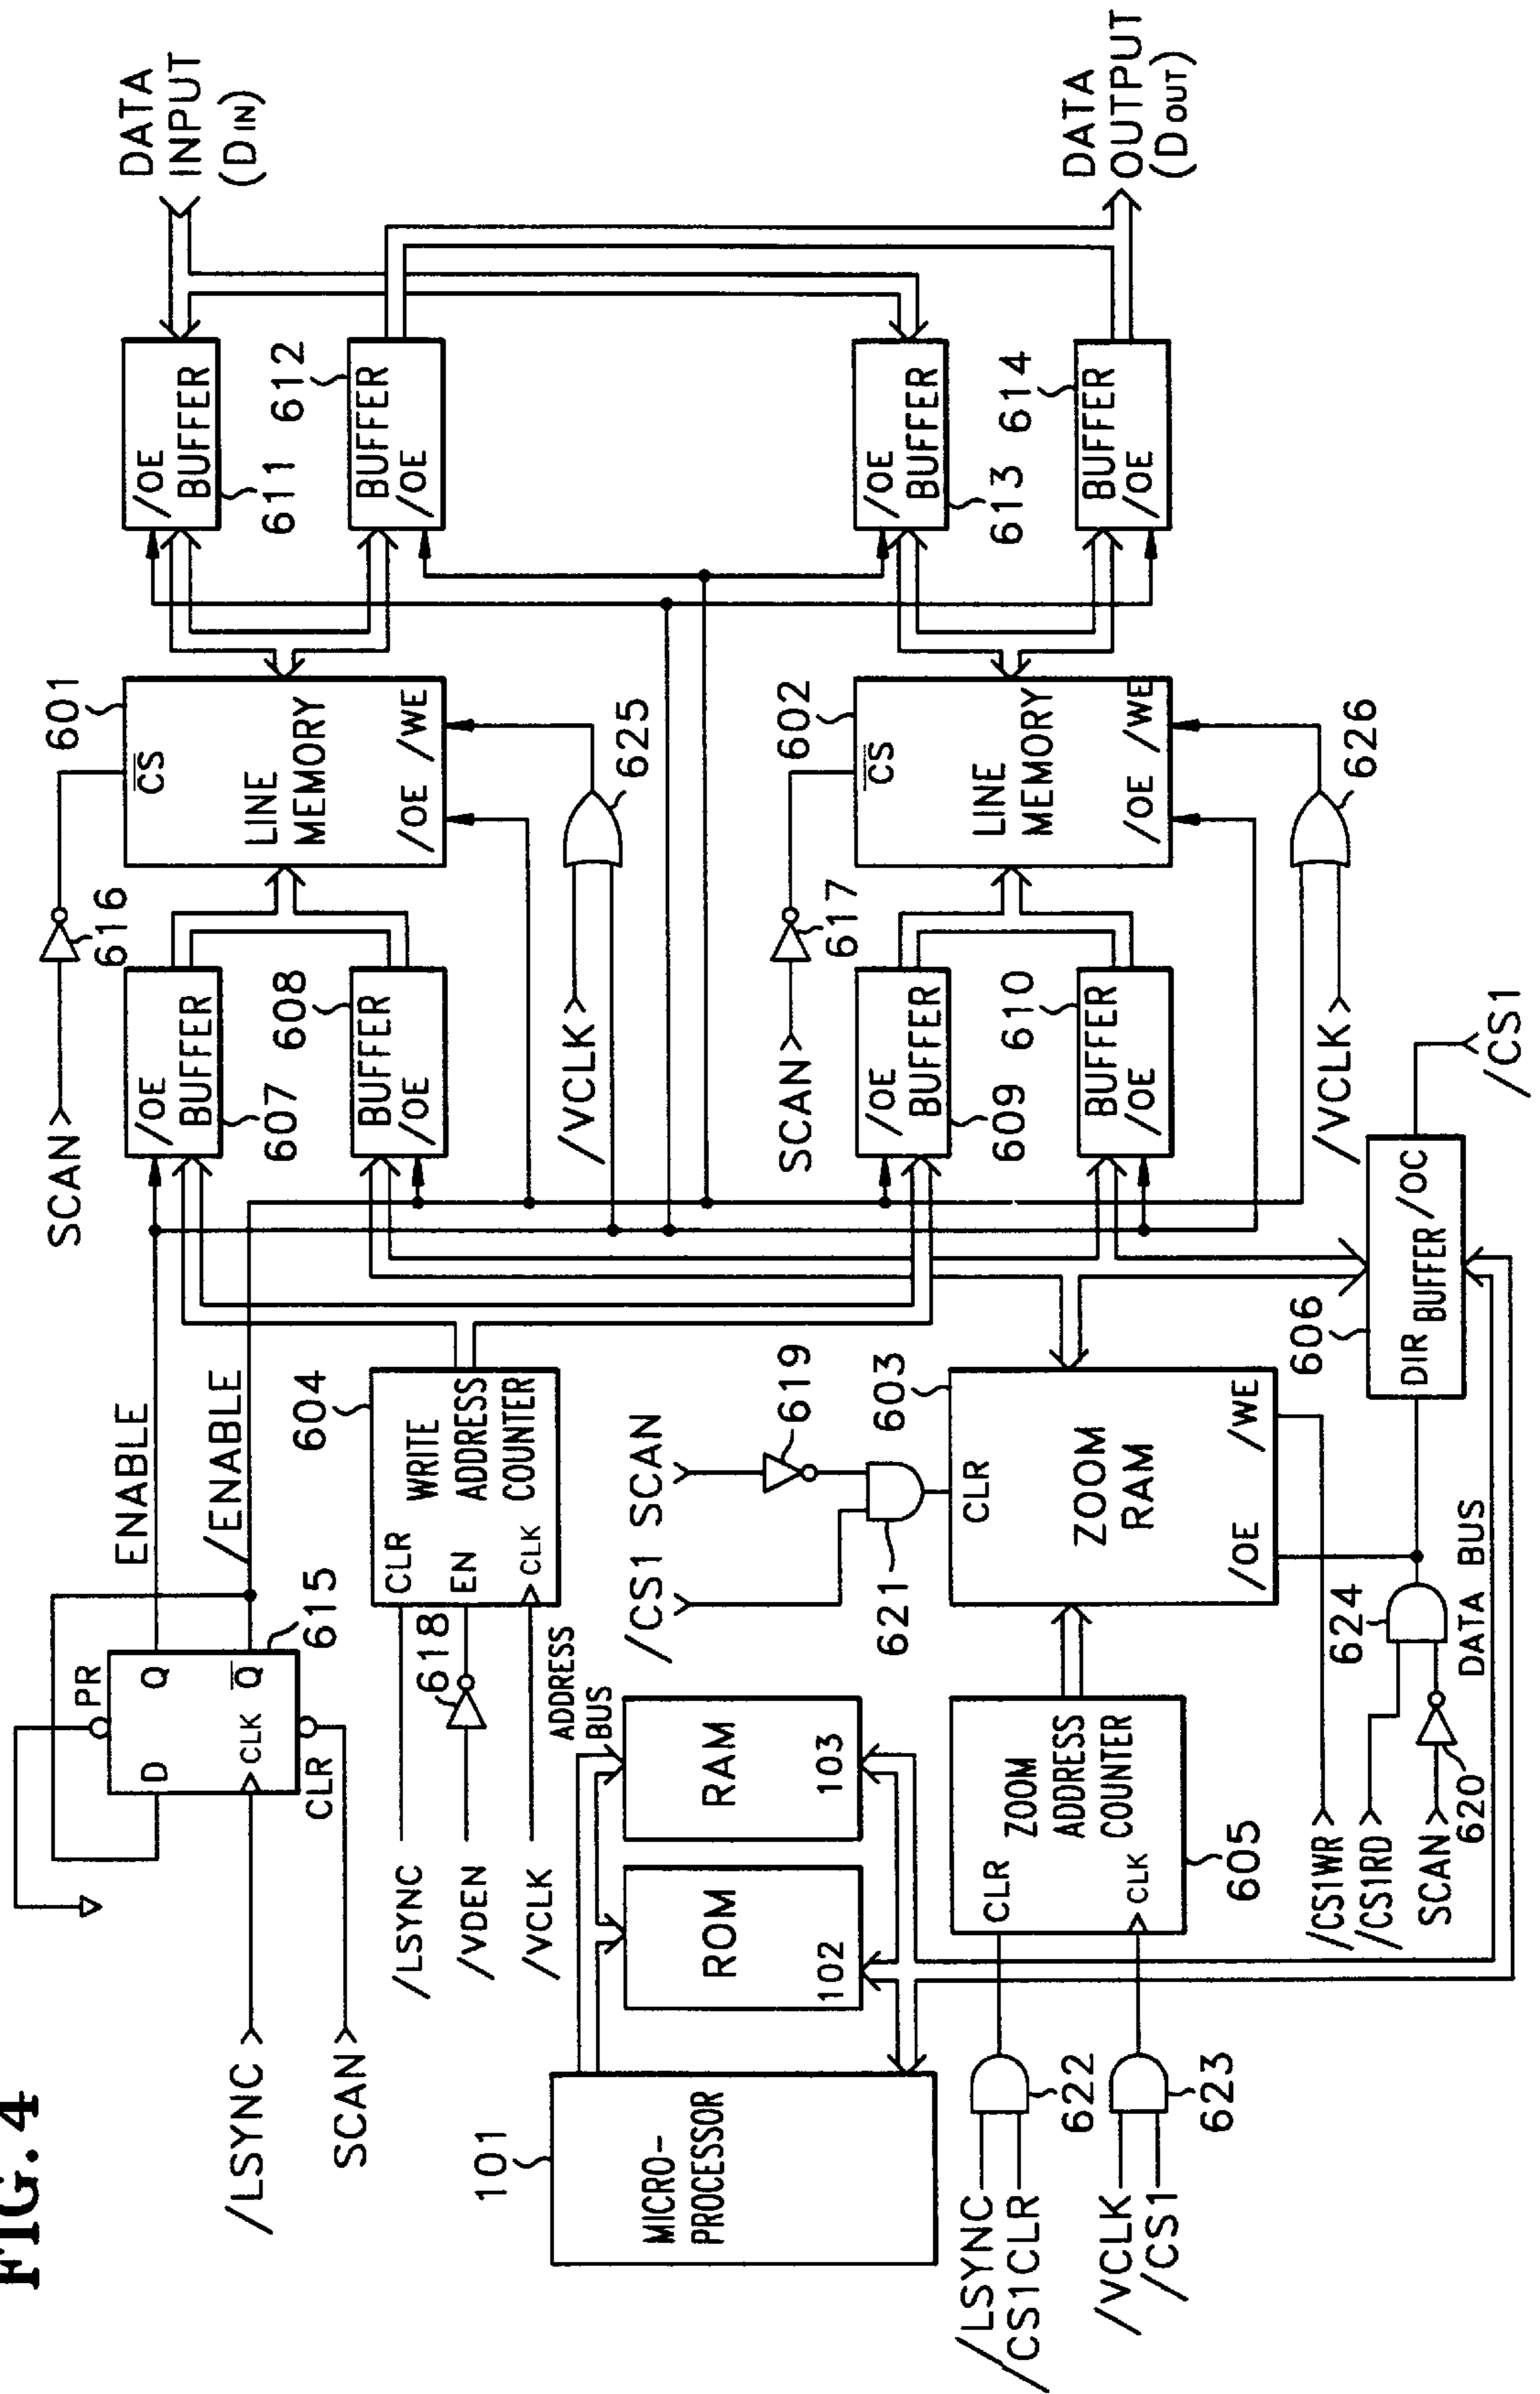 FIG. 4
/LSYNC
SCAN
D
PR
Q
CLK
Q
CLR
615
ENABLE
/ENABLE
/LSYNC
/VDEN
/VCLK
618
CLR
EN
CLK
WRITE
ADDRESS
COUNTER
604
SCAN
616
/OE
BUFFER
607
BUFFER
/OE
608
CS
LINE
MEMORY
/OE
/WE
601
/VCLK
625
/OE
BUFFER
611
BUFFER
/OE
612
DATA
INPUT
(DIN)
101
MICRO-
PROCESSOR
ADDRESS
BUS
ROM
102
RAM
103
/CS1
SCAN
619
621
CLR
ZOOM
RAM
/OE
/WE
603
SCAN
617
/OE
BUFFER
609
BUFFER
/OE
610
CS
LINE
MEMORY
/OE
/WE
602
/VCLK
626
/OE
BUFFER
613
BUFFER
/OE
614
DATA
OUTPUT
(DOUT)
/LSYNC
/CS1CLR
622
/VCLK
/CS1
623
CLR
CLK
ZOOM
ADDRESS
COUNTER
605
/CS1WR
/CS1RD
SCAN
620
624
DATA BUS
606
DIR
BUFFER
/OC
/CS1